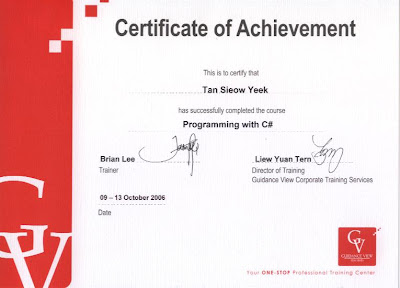 Certificate of Achievement
This is to certify that
Tan Sieow Yeek
has successfully completed the course
Programming with C#
Brian Lee
Trainer
Liew Yuan Tern
Director of Training
Guidance View Corporate Training Services
09 – 13 October 2006
Date
GV
GV
GUIDANCE VIEW
Your ONE-STOP Professional Training Center